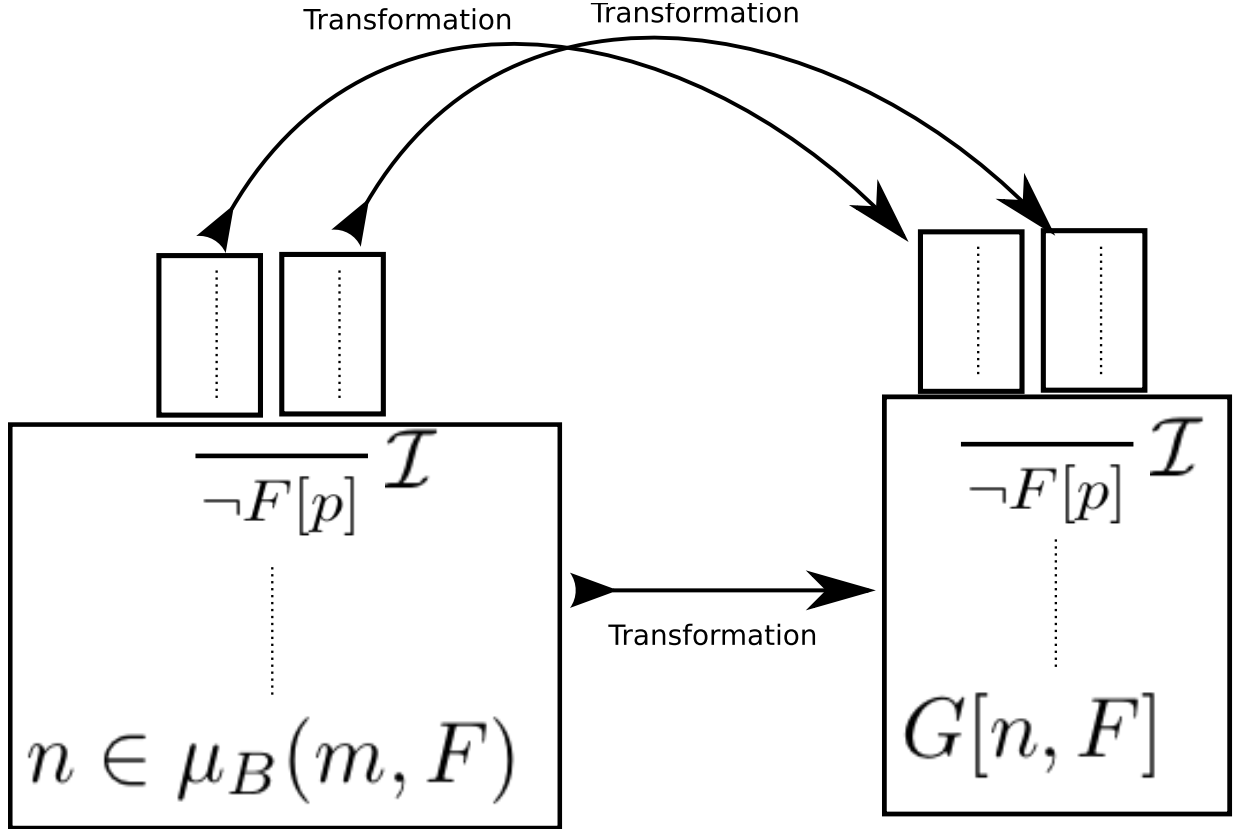 Transformation
Transformation
ℐ
¬F[p]
ℐ
¬F[p]
Transformation
n ∈ μ_B(m, F)
G[n, F]